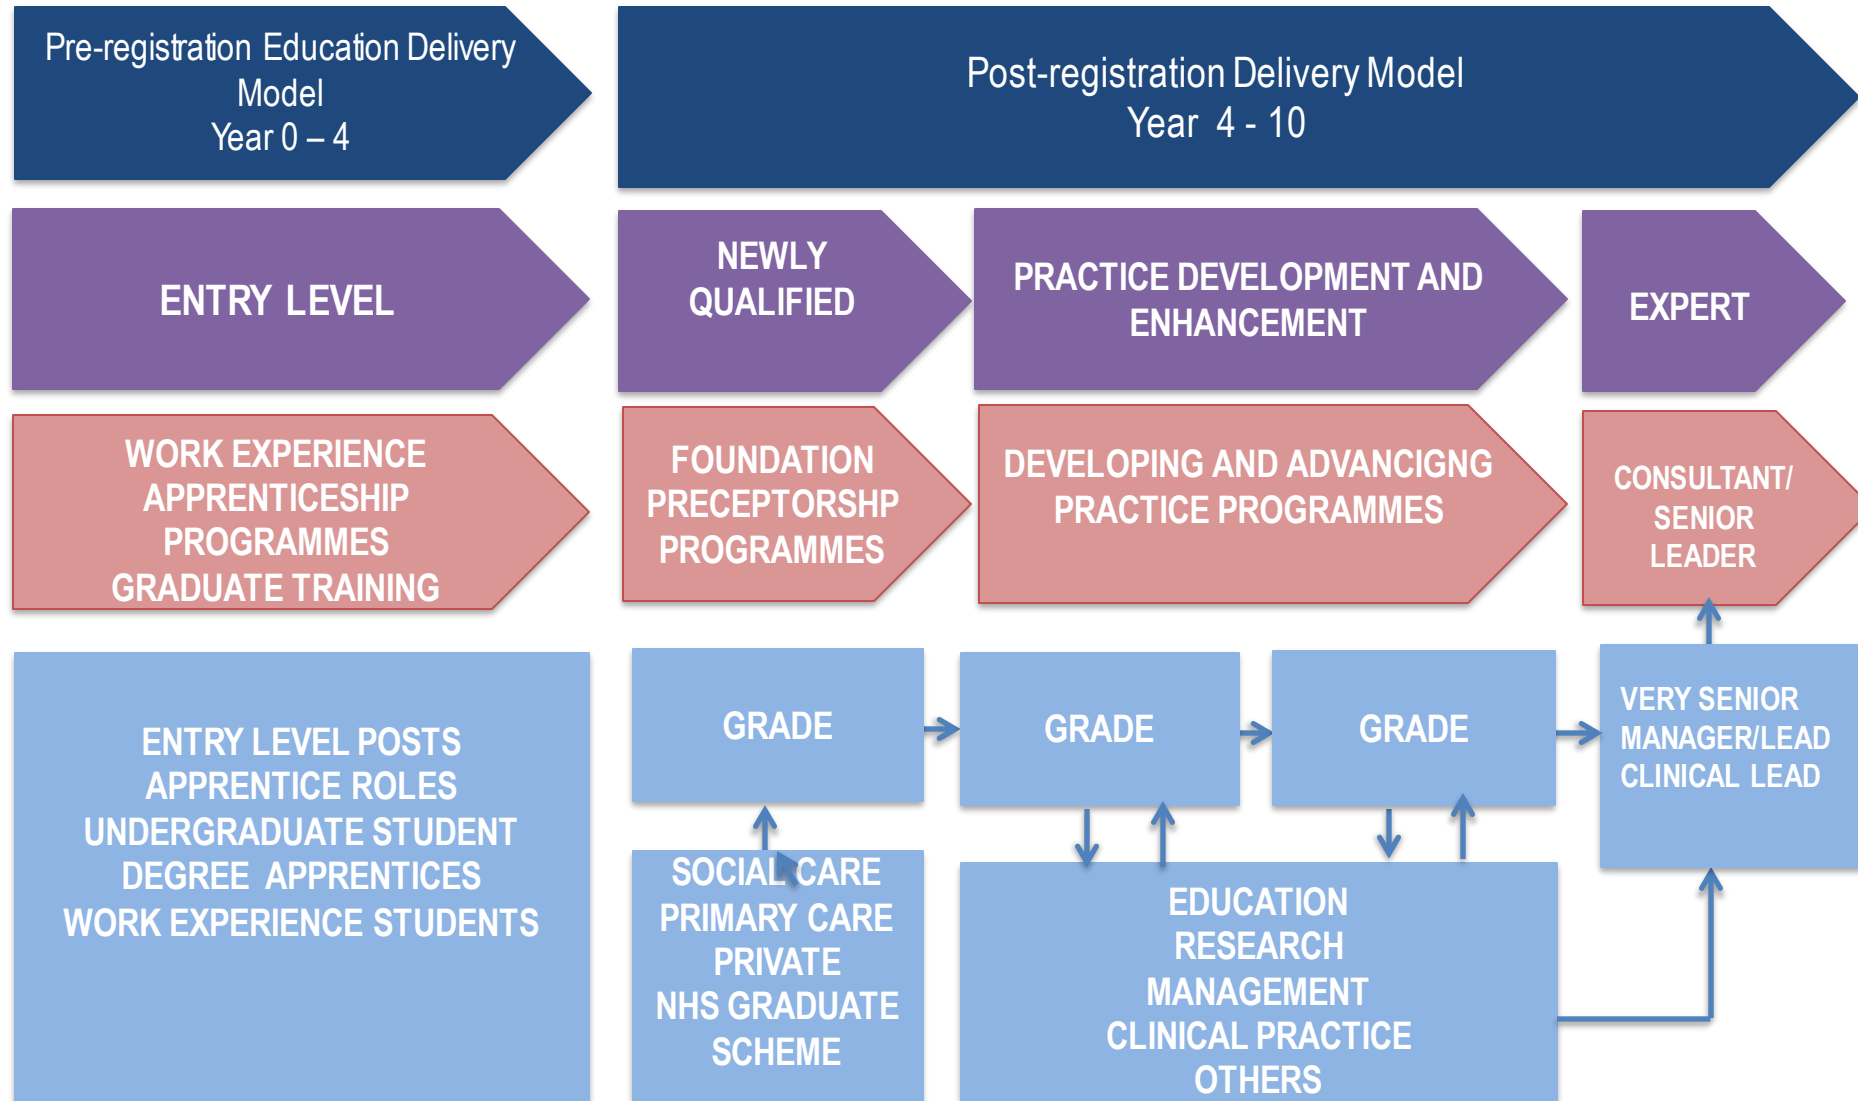 Pre-registration Education Delivery
Model
Year 0 – 4
Post-registration Delivery Model
Year 4 - 10
ENTRY LEVEL
NEWLY
QUALIFIED
PRACTICE DEVELOPMENT AND
ENHANCEMENT
EXPERT
WORK EXPERIENCE
APPRENTICESHIP
PROGRAMMES
GRADUATE TRAINING
FOUNDATION
PRECEPTORSHP
PROGRAMMES
DEVELOPING AND ADVANCIGNG
PRACTICE PROGRAMMES
CONSULTANT/
SENIOR
LEADER
ENTRY LEVEL POSTS
APPRENTICE ROLES
UNDERGRADUATE STUDENT
DEGREE APPRENTICES
WORK EXPERIENCE STUDENTS
GRADE
GRADE
GRADE
VERY SENIOR
MANAGER/LEAD
CLINICAL LEAD
SOCIAL CARE
PRIMARY CARE
PRIVATE
NHS GRADUATE
SCHEME
EDUCATION
RESEARCH
MANAGEMENT
CLINICAL PRACTICE
OTHERS